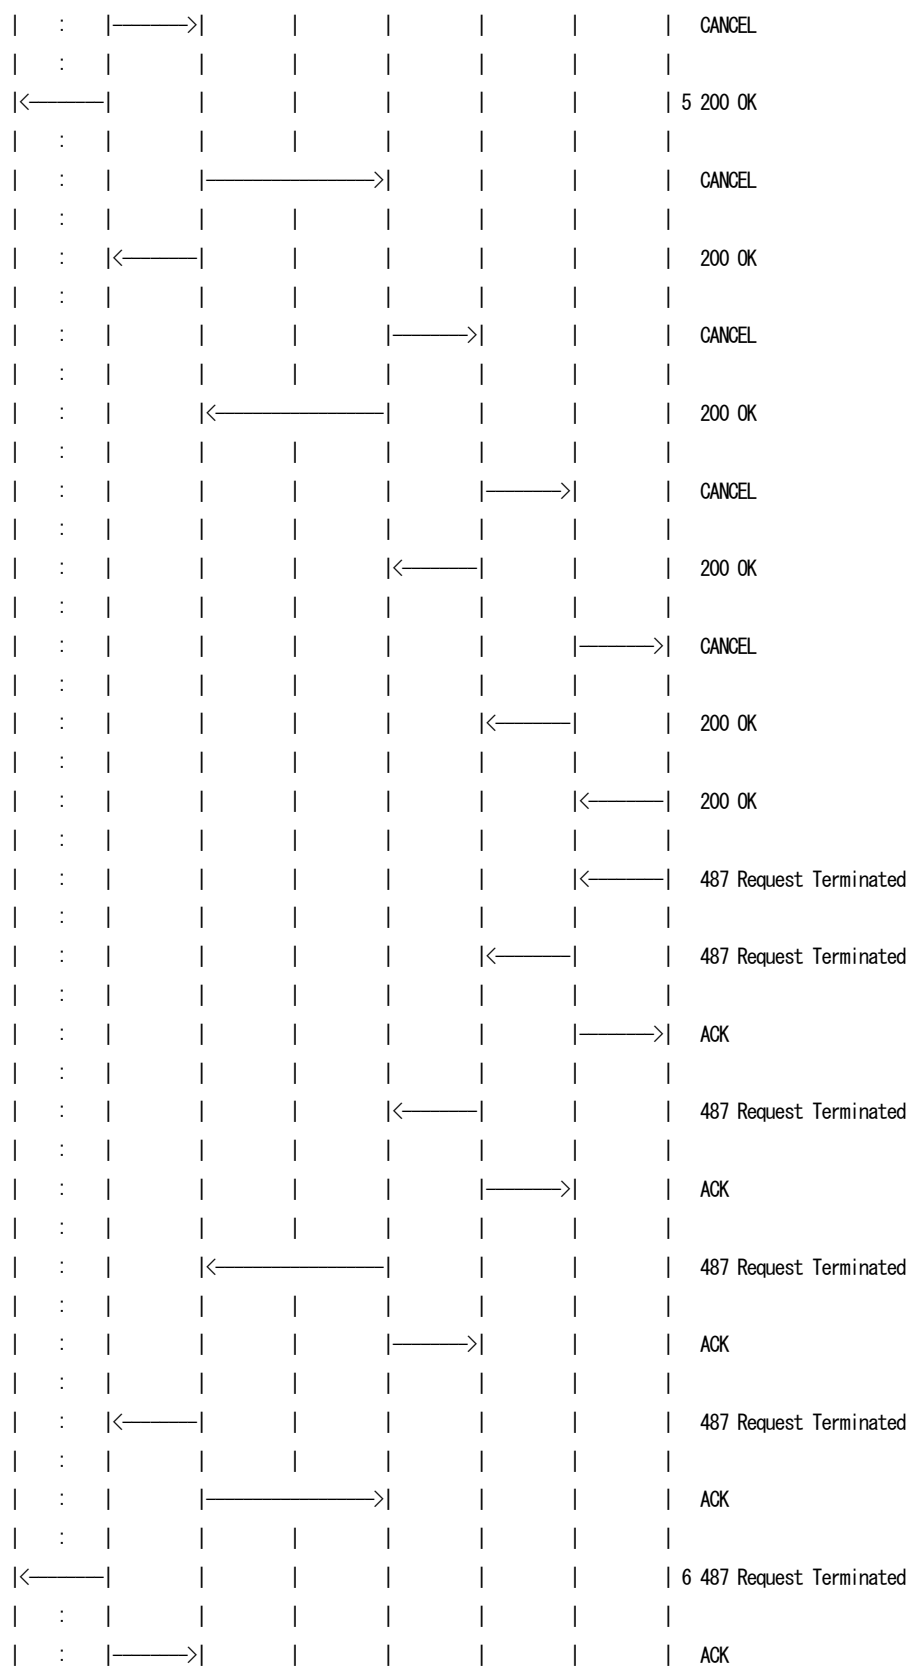 CANCEL
5 200 OK
CANCEL
200 OK
CANCEL
200 OK
CANCEL
200 OK
CANCEL
200 OK
200 OK
487 Request Terminated
487 Request Terminated
ACK
487 Request Terminated
ACK
487 Request Terminated
ACK
487 Request Terminated
ACK
6 487 Request Terminated
ACK